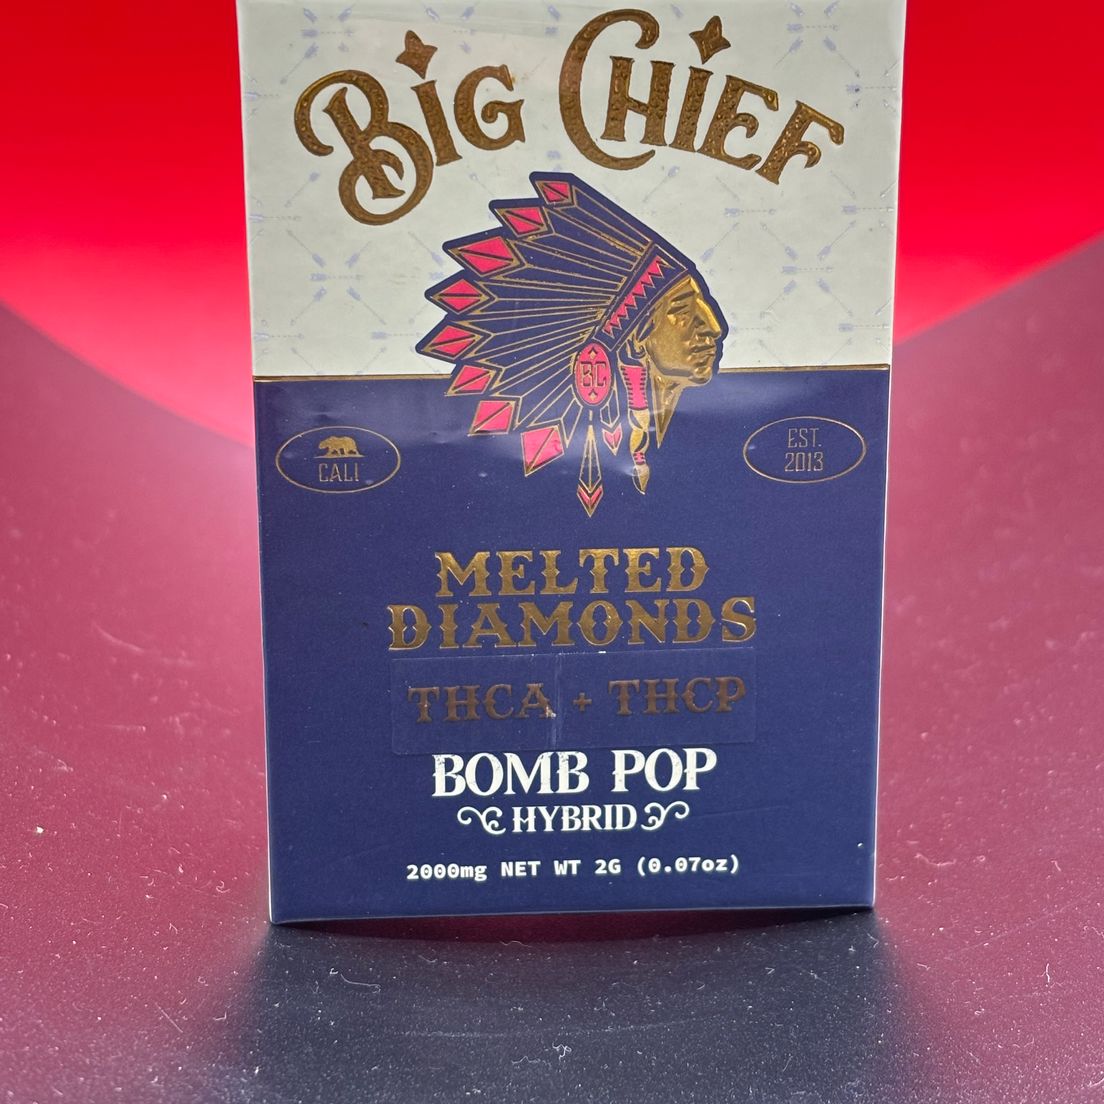 BIG CHIEF
BC
CALI
EST.
2013
MELTED
DIAMONDS
THCA + THCP
BOMB POP
HYBRID
2000mg NET WT 2G (0.07oz)